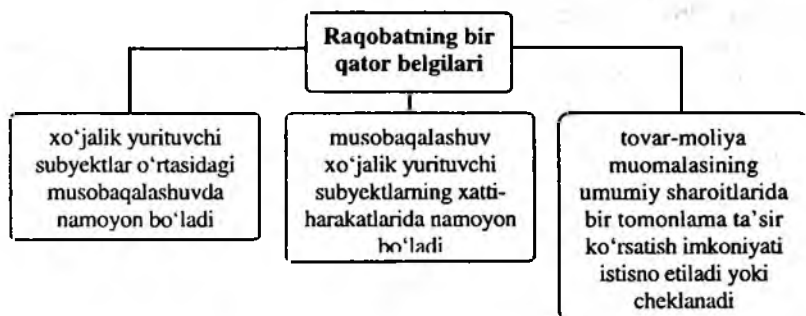 Raqobatning bir
qator belgilari
xo‘jalik yurituvchi
subyektlar o‘rtasidagi
musobaqalashuvda
namoyon bo‘ladi
musobaqalashuv
xo‘jalik yurituvchi
subyektlarning xatti-
harakatlarida namoyon
bo‘ladi
tovar-moliya
muomalasining
umumiy sharoitlarida
bir tomonlama ta’sir
ko‘rsatish imkoniyati
istisno etiladi yoki
cheklanadi